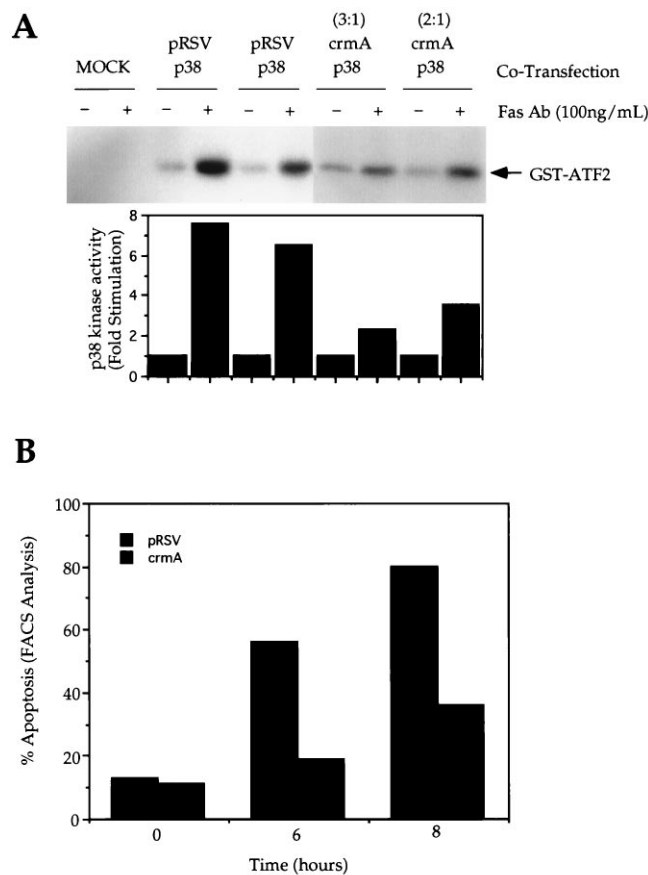 A
(3:1) (2:1)
pRSV pRSV crmA crmA
MOCK p38 p38 p38 p38 Co-Transfection
− + − + − + − + − + Fas Ab (100ng/mL)
GST-ATF2
p38 kinase activity
(Fold Stimulation)
8
6
4
2
0
B
% Apoptosis (FACS Analysis)
100
80
60
40
20
0
pRSV
crmA
0 6 8
Time (hours)